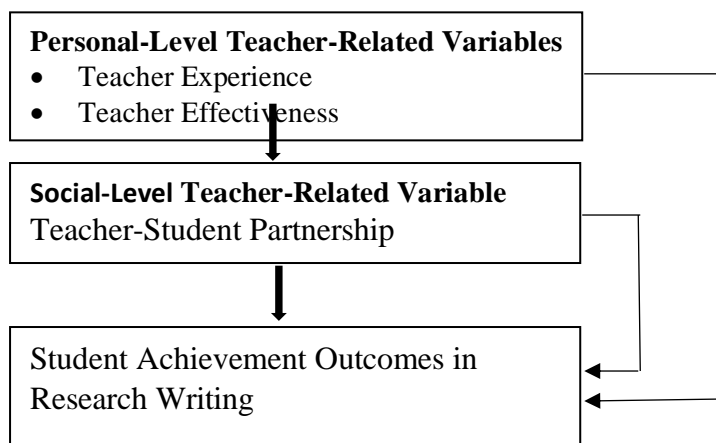 Personal-Level Teacher-Related Variables
• Teacher Experience
• Teacher Effectiveness
Social-Level Teacher-Related Variable
Teacher-Student Partnership
Student Achievement Outcomes in
Research Writing